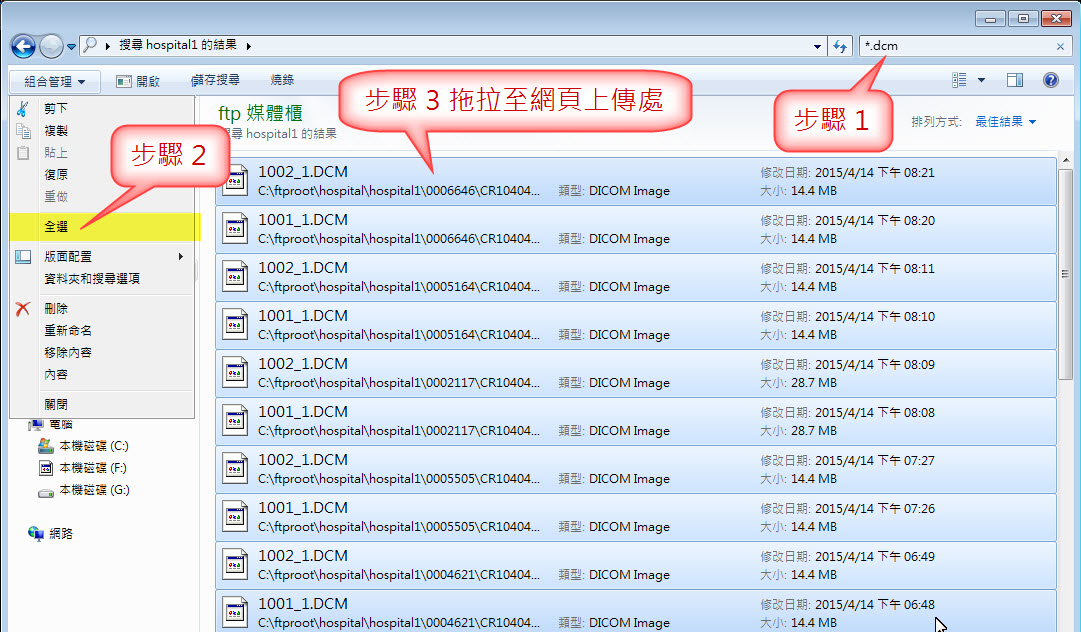 搜尋 hospital1 的結果
*.dcm
組合管理
開啟
儲存搜尋
燒錄
步驟 3 拖拉至網頁上傳處
步驟 1
步驟 2
ftp 媒體櫃
搜尋 hospital1 的結果
排列方式: 最佳結果
剪下
複製
貼上
復原
重做
全選
版面配置
資料夾和搜尋選項
刪除
重新命名
移除內容
內容
關閉
電腦
本機磁碟 (C:)
本機磁碟 (F:)
本機磁碟 (G:)
網路
1002_1.DCM 修改日期: 2015/4/14 下午 08:21
C:\ftproot\hospital\hospital1\0006646\CR10404... 類型: DICOM Image 大小: 14.4 MB
1001_1.DCM 修改日期: 2015/4/14 下午 08:20
C:\ftproot\hospital\hospital1\0006646\CR10404... 類型: DICOM Image 大小: 14.4 MB
1002_1.DCM 修改日期: 2015/4/14 下午 08:11
C:\ftproot\hospital\hospital1\0005164\CR10404... 類型: DICOM Image 大小: 14.4 MB
1001_1.DCM 修改日期: 2015/4/14 下午 08:10
C:\ftproot\hospital\hospital1\0005164\CR10404... 類型: DICOM Image 大小: 14.4 MB
1002_1.DCM 修改日期: 2015/4/14 下午 08:09
C:\ftproot\hospital\hospital1\0002117\CR10404... 類型: DICOM Image 大小: 28.7 MB
1001_1.DCM 修改日期: 2015/4/14 下午 08:08
C:\ftproot\hospital\hospital1\0002117\CR10404... 類型: DICOM Image 大小: 28.7 MB
1002_1.DCM 修改日期: 2015/4/14 下午 07:27
C:\ftproot\hospital\hospital1\0005505\CR10404... 類型: DICOM Image 大小: 14.4 MB
1001_1.DCM 修改日期: 2015/4/14 下午 07:26
C:\ftproot\hospital\hospital1\0005505\CR10404... 類型: DICOM Image 大小: 14.4 MB
1002_1.DCM 修改日期: 2015/4/14 下午 06:49
C:\ftproot\hospital\hospital1\0004621\CR10404... 類型: DICOM Image 大小: 14.4 MB
1001_1.DCM 修改日期: 2015/4/14 下午 06:48
C:\ftproot\hospital\hospital1\0004621\CR10404... 類型: DICOM Image 大小: 14.4 MB